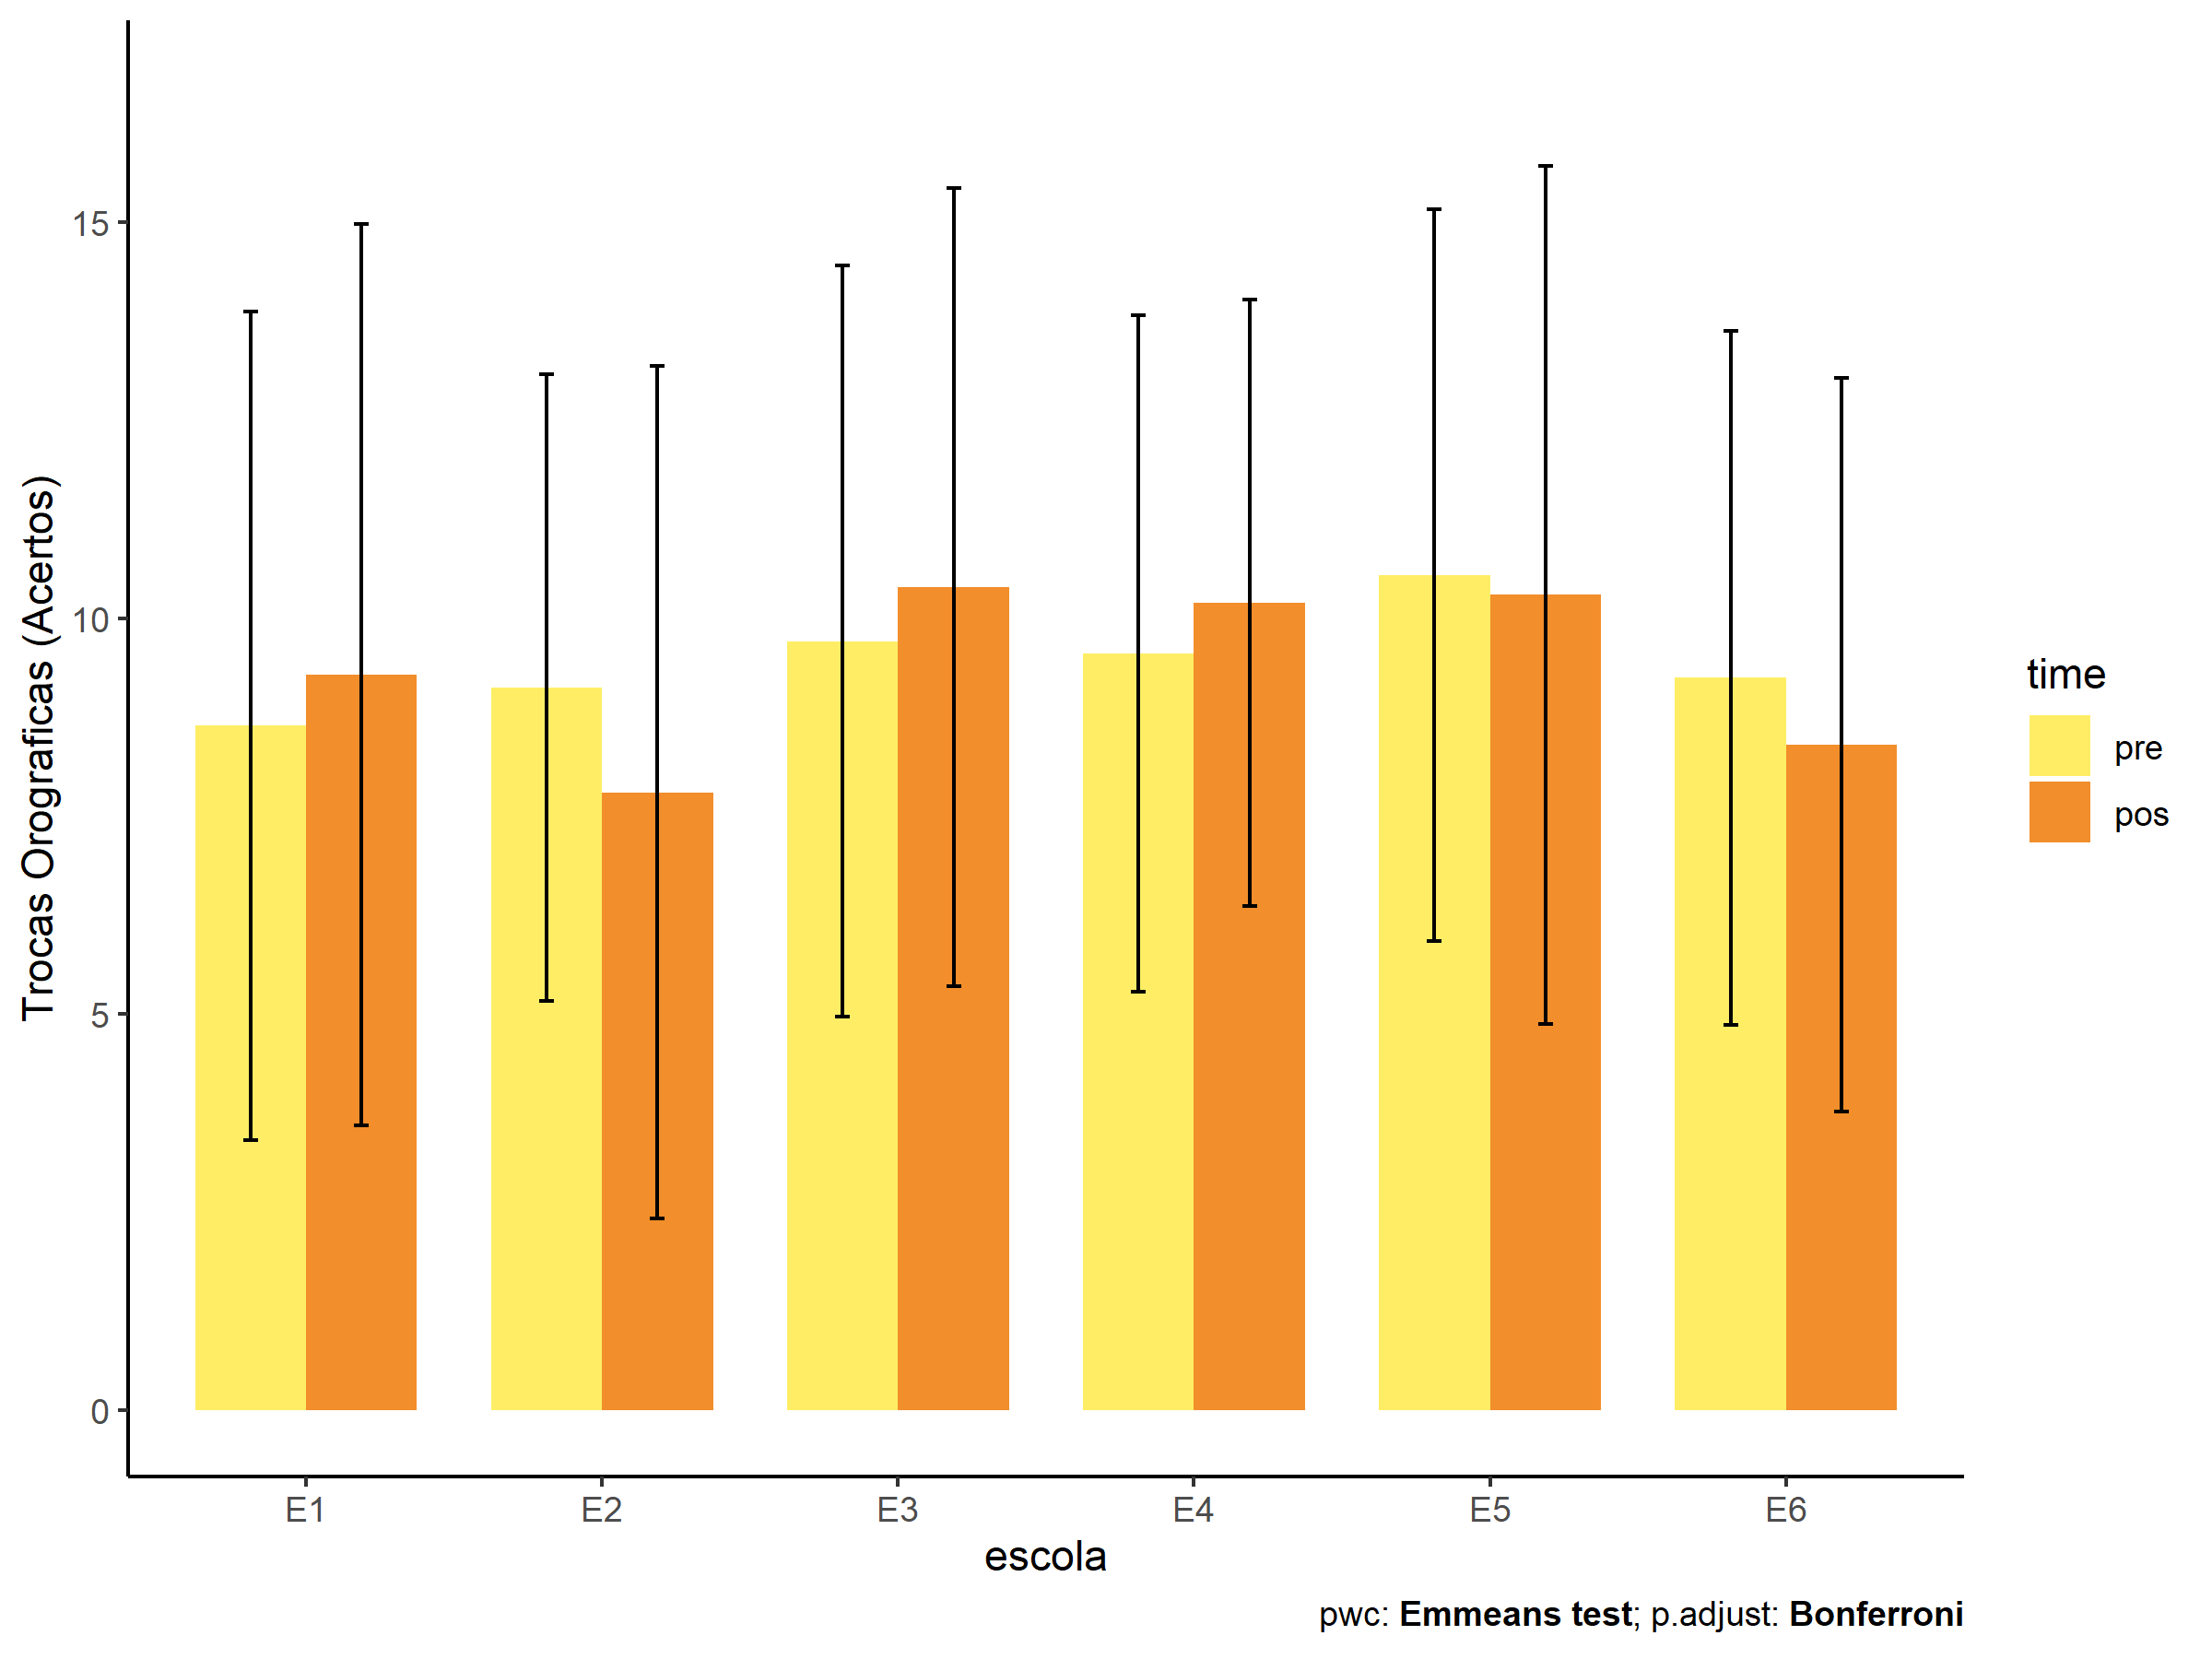 Trocas Orograficas (Acertos)
15
10
5
0
E1 E2 E3 E4 E5 E6
escola
time
pre
pos
pwc: Emmeans test; p.adjust: Bonferroni